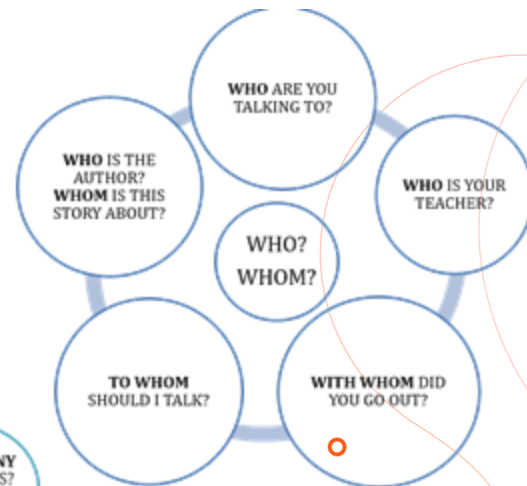 WHO ARE YOU
TALKING TO?
WHO IS YOUR
TEACHER?
WITH WHOM DID
YOU GO OUT?
TO WHOM
SHOULD I TALK?
WHO IS THE
AUTHOR?
WHOM IS THIS
STORY ABOUT?
WHO?
WHOM?